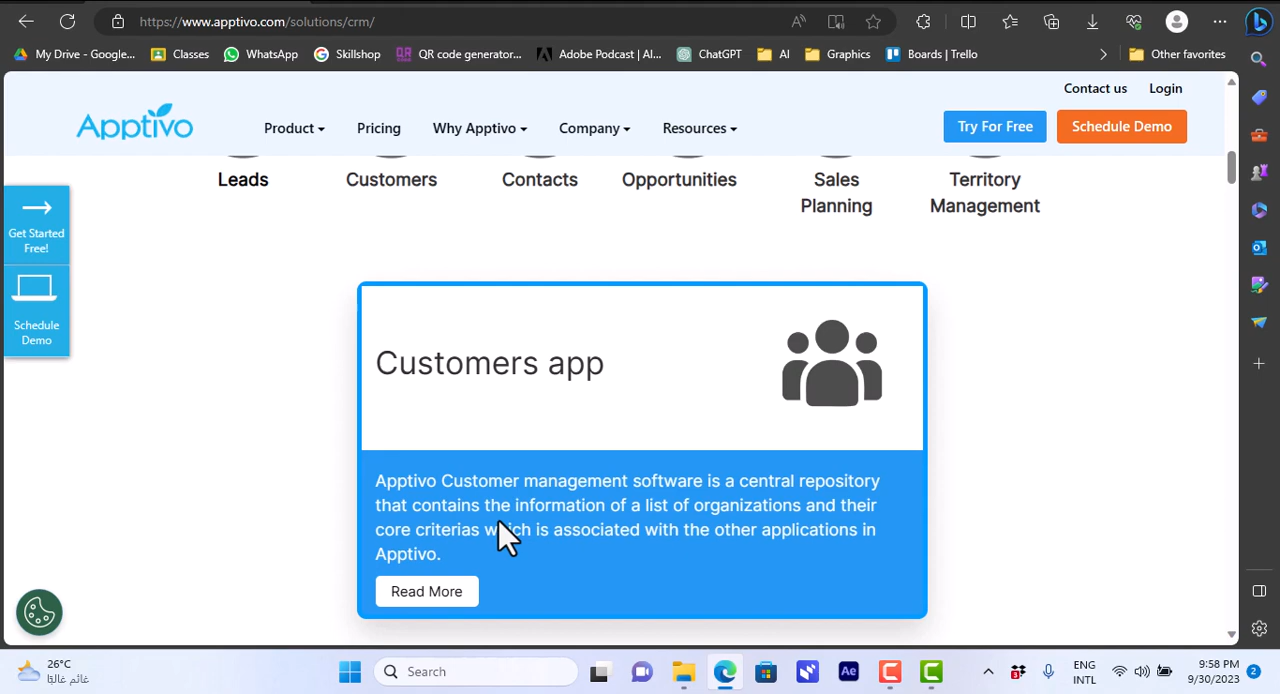 https://www.apptivo.com/solutions/crm/
My Drive - Google...
Classes
WhatsApp
Skillshop
QR code generator...
Adobe Podcast | Al...
ChatGPT
AI
Graphics
Boards | Trello
Other favorites
Contact us
Login
Apptivo
Product
Pricing
Why Apptivo
Company
Resources
Try For Free
Schedule Demo
Leads
Customers
Contacts
Opportunities
Sales
Planning
Territory
Management
Get Started
Free!
Schedule
Demo
Customers app
Apptivo Customer management software is a central repository
that contains the information of a list of organizations and their
core criterias which is associated with the other applications in
Apptivo.
Read More
26°C
غائم غالبًا
Search
Ae
ENG
INTL
9:58 PM
9/30/2023
2